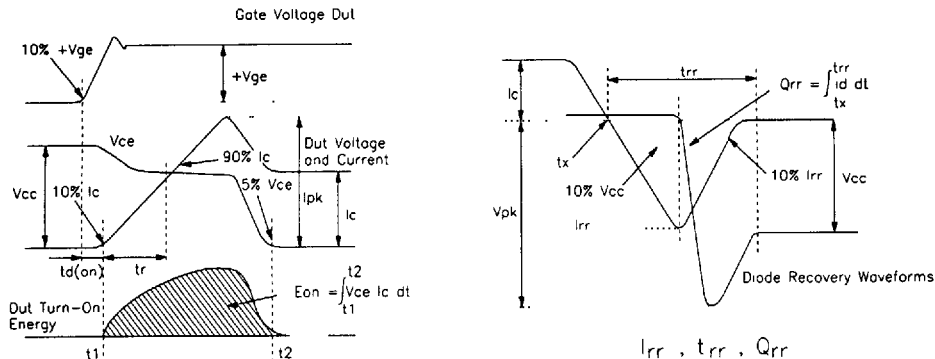 Gate Voltage Dut
10% +Vge
+Vge
Vce
90% Ic
Dut Voltage
and Current
Vcc
10% Ic
5% Vce
Ipk
Ic
td(on)
tr
t2
Eon = ∫Vce Ic dt
t1
Dut Turn-On
Energy
t1
t2
trr
Ic
trr
Qrr = ∫ id dt
tx
tx
10% Vcc
10% Irr
Vcc
Vpk
Irr
Diode Recovery Waveforms
Irr , trr , Qrr